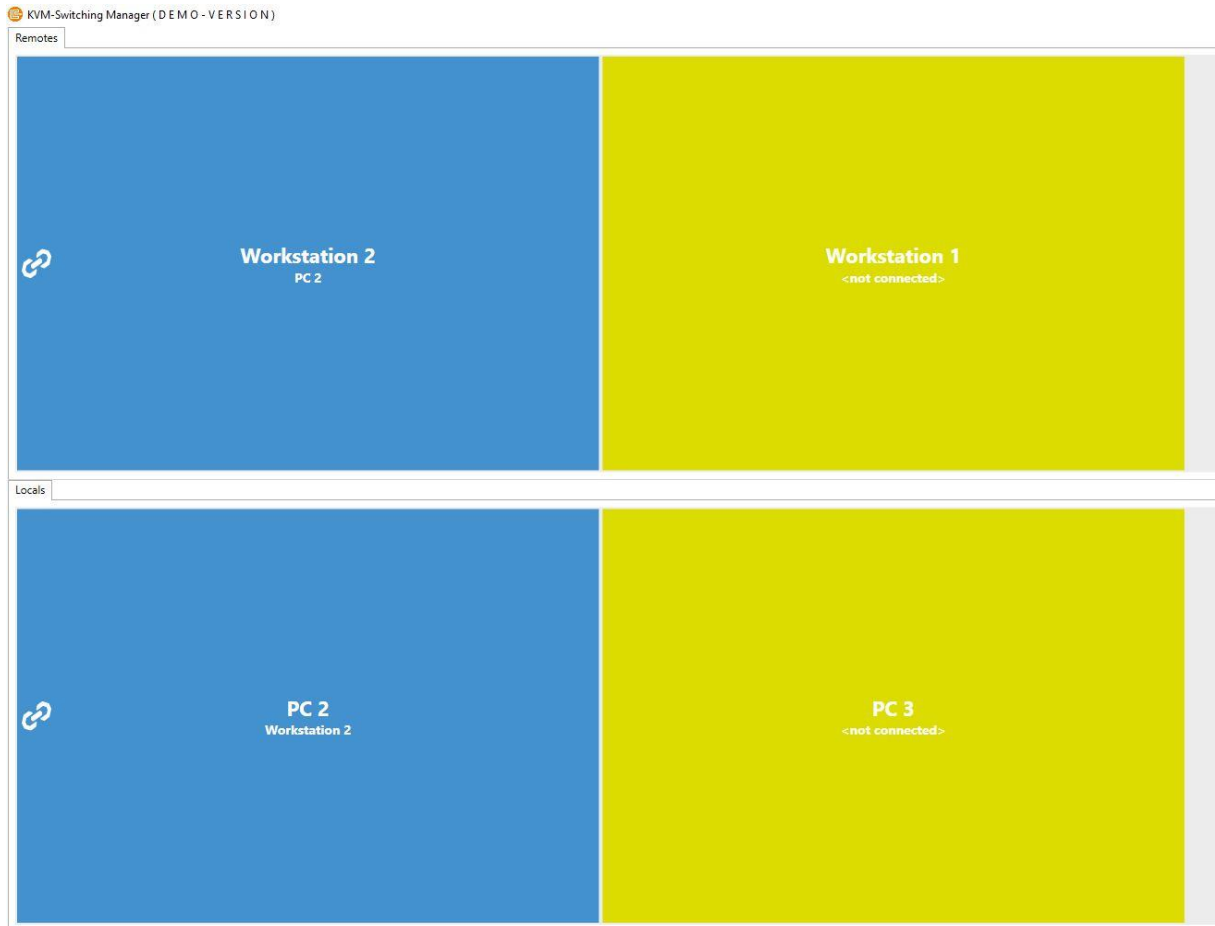 KVM-Switching Manager ( D E M O - V E R S I O N )
Remotes
Workstation 2
PC 2
Workstation 1
<not connected>
Locals
PC 2
Workstation 2
PC 3
<not connected>